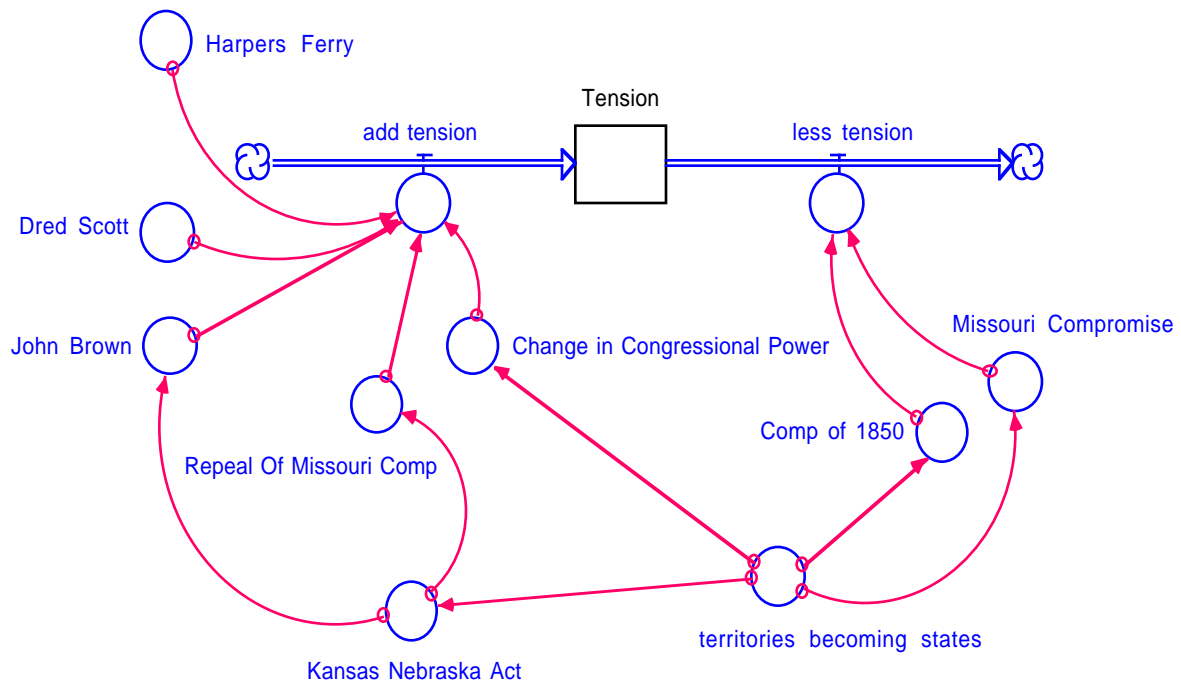 Harpers Ferry
Tension
add tension
less tension
Dred Scott
John Brown
Change in Congressional Power
Missouri Compromise
Comp of 1850
Repeal Of Missouri Comp
territories becoming states
Kansas Nebraska Act